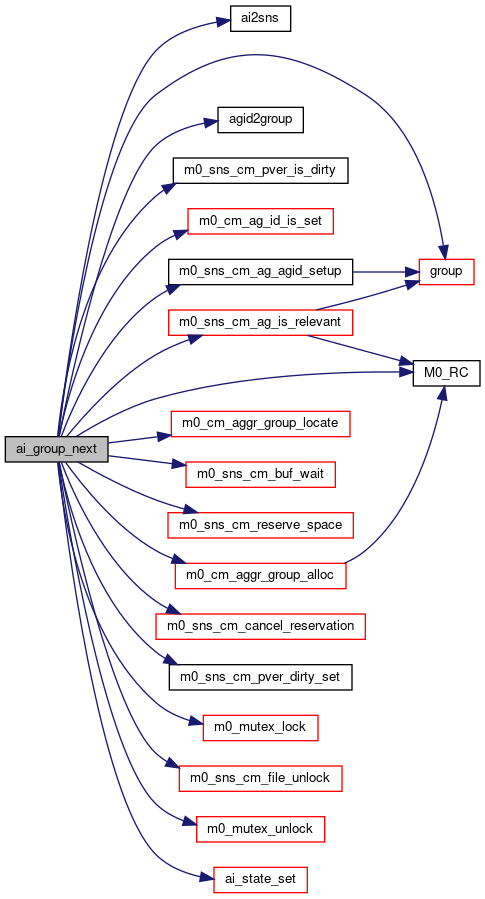 ai2sns
agid2group
m0_sns_cm_pver_is_dirty
m0_cm_ag_id_is_set
m0_sns_cm_ag_agid_setup
group
m0_sns_cm_ag_is_relevant
M0_RC
m0_cm_aggr_group_locate
ai_group_next
m0_sns_cm_buf_wait
m0_sns_cm_reserve_space
m0_cm_aggr_group_alloc
m0_sns_cm_cancel_reservation
m0_sns_cm_pver_dirty_set
m0_mutex_lock
m0_sns_cm_file_unlock
m0_mutex_unlock
ai_state_set